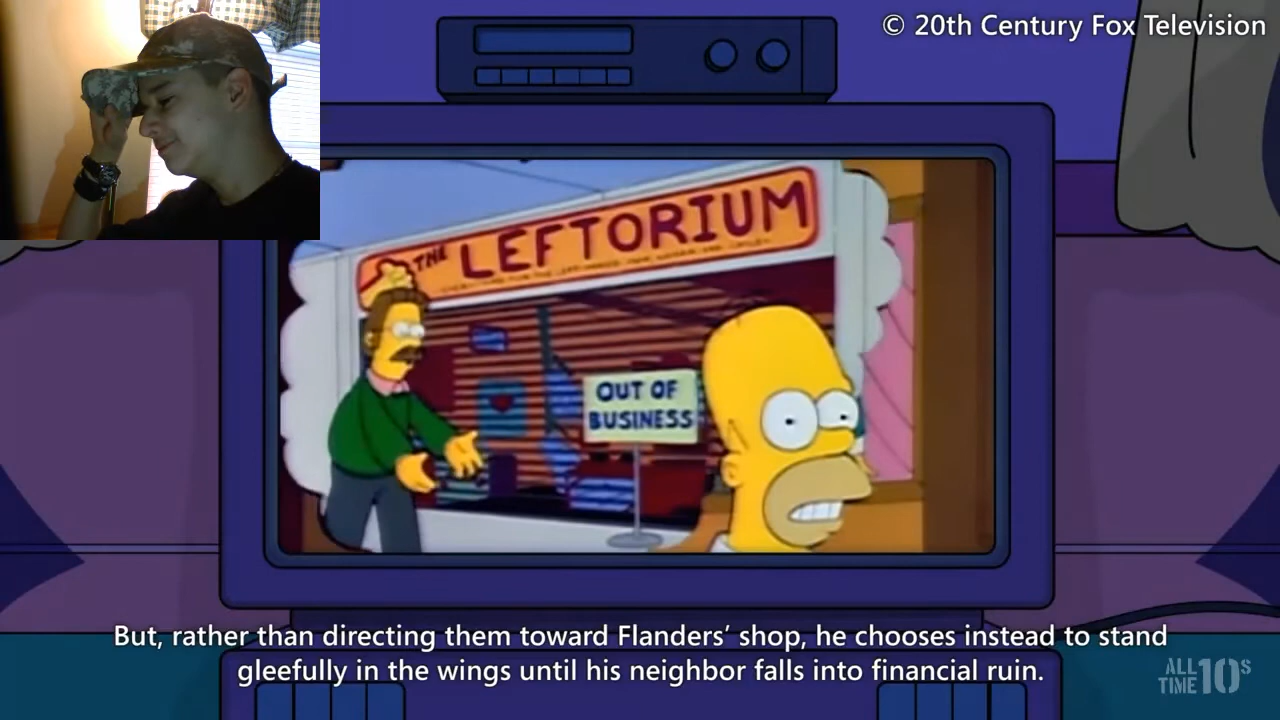 © 20th Century Fox Television
THE LEFTORIUM
OUT OF
BUSINESS
But, rather than directing them toward Flanders’ shop, he chooses instead to stand
gleefully in the wings until his neighbor falls into financial ruin.
ALL
TIME 10s